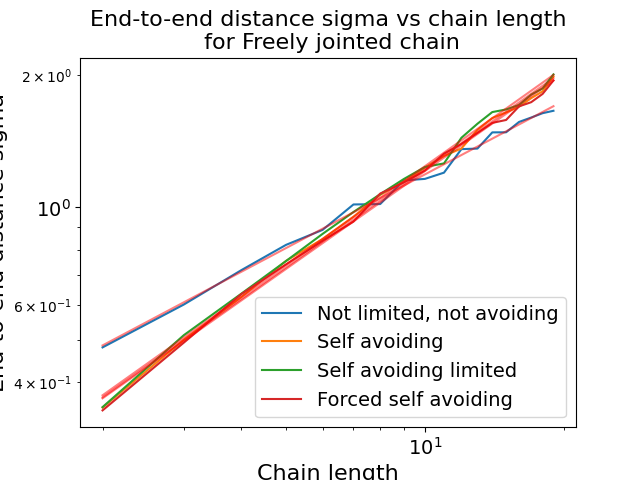 End-to-end distance sigma vs chain length
for Freely jointed chain
2 × 10⁰
10⁰
6 × 10⁻¹
4 × 10⁻¹
Not limited, not avoiding
Self avoiding
Self avoiding limited
Forced self avoiding
10¹
Chain length